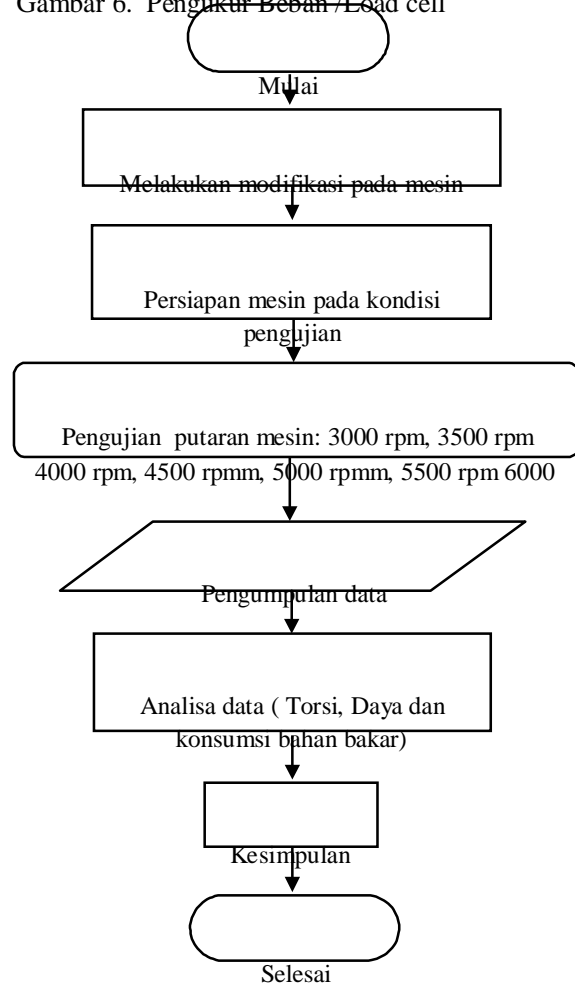 Gambar 6. Pengukur Beban /Load cell
Mulai
Melakukan modifikasi pada mesin
Persiapan mesin pada kondisi
pengujian
Pengujian putaran mesin: 3000 rpm, 3500 rpm
4000 rpm, 4500 rpmm, 5000 rpmm, 5500 rpm 6000
Pengumpulan data
Analisa data ( Torsi, Daya dan
konsumsi bahan bakar)
Kesimpulan
Selesai